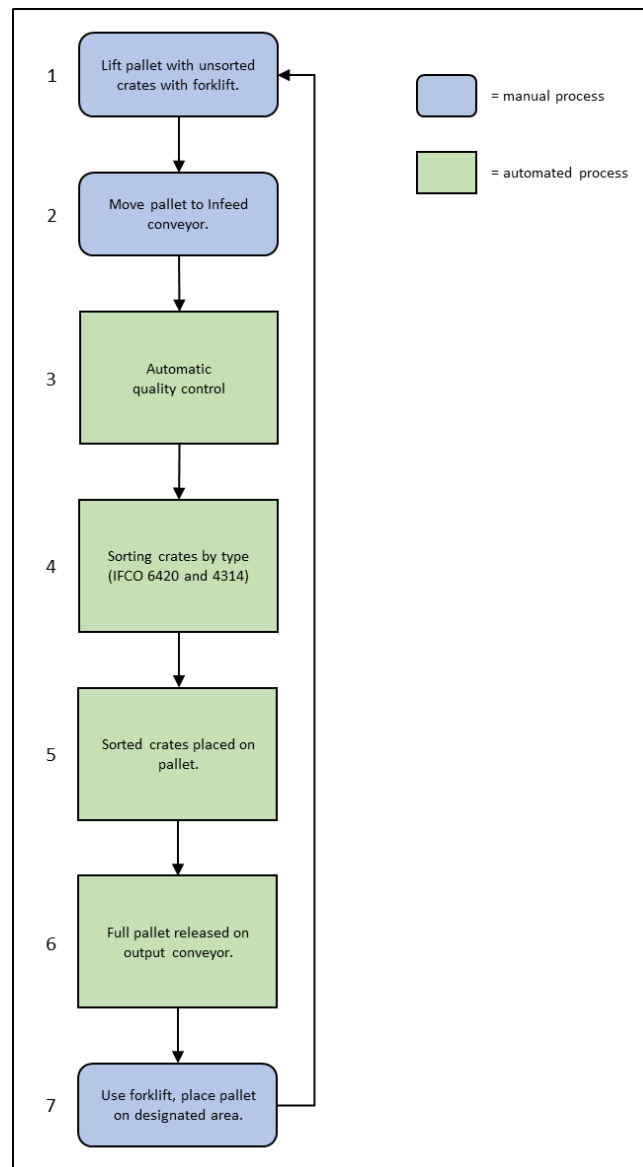 1
Lift pallet with unsorted
crates with forklift.
= manual process
= automated process
2
Move pallet to Infeed
conveyor.
3
Automatic
quality control
4
Sorting crates by type
(IFCO 6420 and 4314)
5
Sorted crates placed on
pallet.
6
Full pallet released on
output conveyor.
7
Use forklift, place pallet
on designated area.